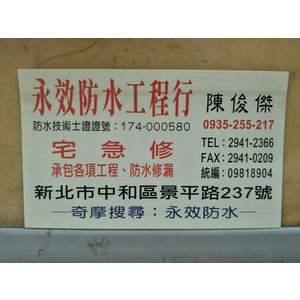 永效防水工程行 陳俊傑
防水技術士證證號：174-000580 0935-255-217
宅急修 TEL：2941-2366
FAX：2941-0209
承包各項工程、防水修漏 統編：09818904
新北市中和區景平路237號
—奇摩搜尋：永效防水—